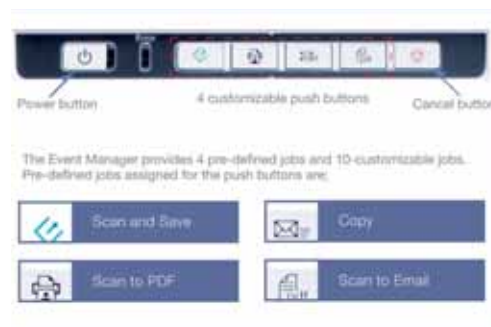 Power button
4 customizable push buttons
Cancel button
The Event Manager provides 4 pre-defined jobs and 10-customizable jobs.
Pre-defined jobs assigned for the push buttons are;
Scan and Save
Copy
Scan to PDF
Scan to Email